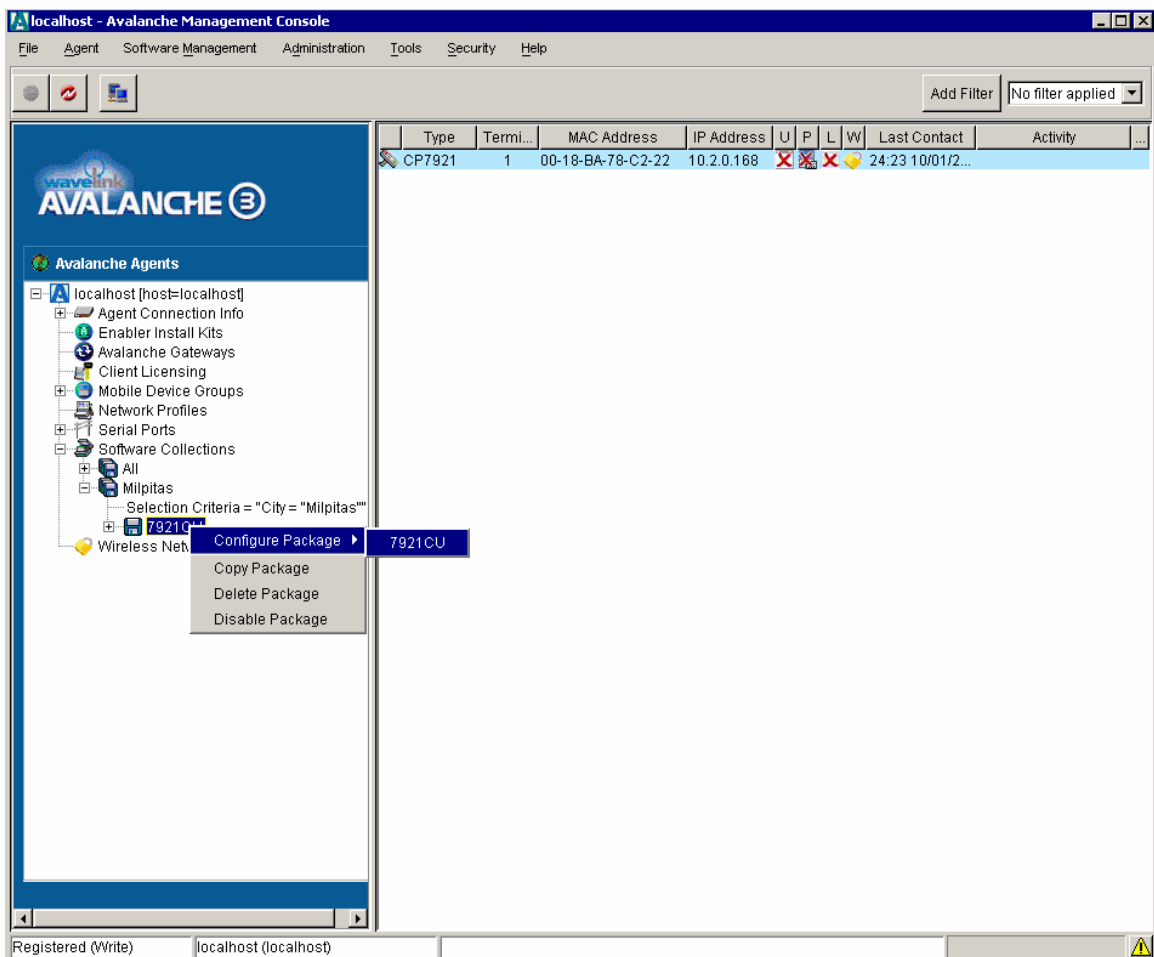 localhost - Avalanche Management Console
File Agent Software Management Administration Tools Security Help
Add Filter No filter applied
wavelink
AVALANCHE 3
Avalanche Agents
localhost [host=localhost]
Agent Connection Info
Enabler Install Kits
Avalanche Gateways
Client Licensing
Mobile Device Groups
Network Profiles
Serial Ports
Software Collections
All
Milpitas
Selection Criteria = "City = "Milpitas""
7921CU
Wireless Net
Configure Package
7921CU
Copy Package
Delete Package
Disable Package
Type Termi... MAC Address IP Address U P L W Last Contact Activity ...
CP7921 1 00-18-BA-78-C2-22 10.2.0.168 24:23 10/01/2...
Registered (Write) localhost (localhost)